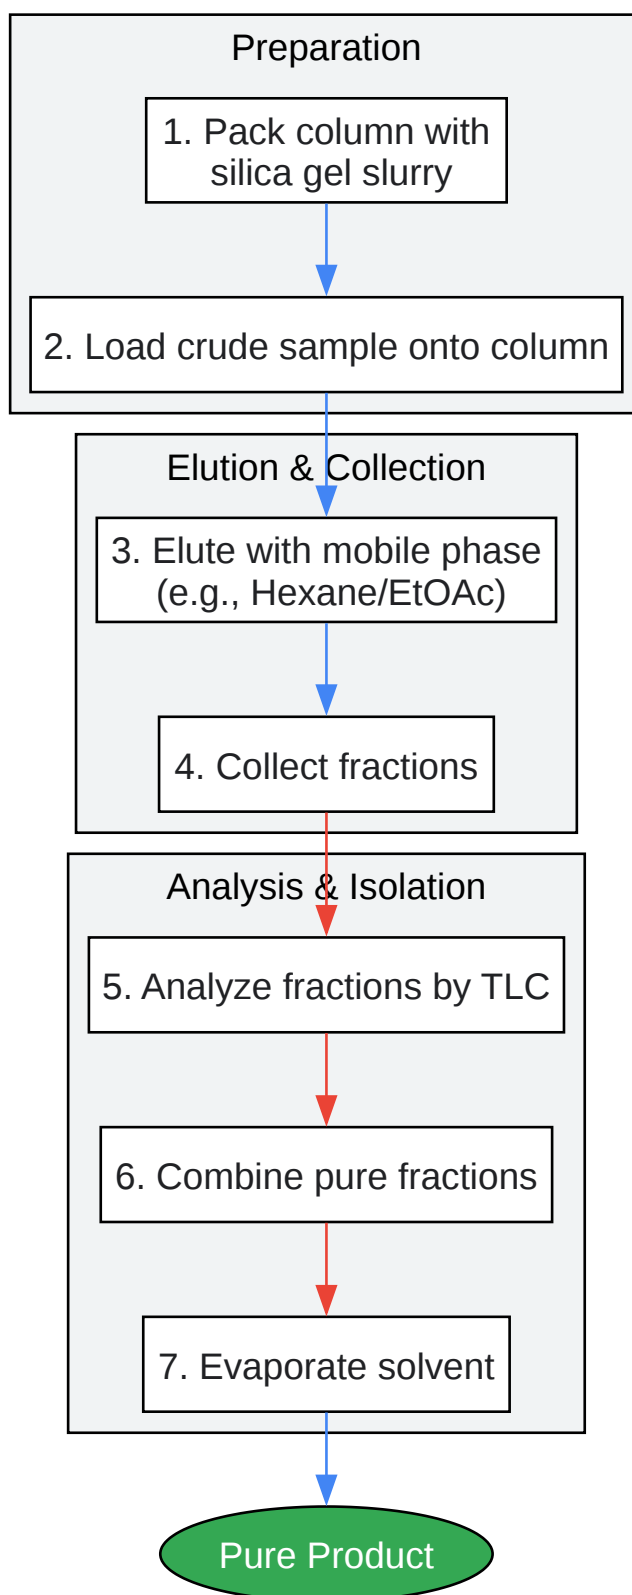 Preparation
1. Pack column with
silica gel slurry
2. Load crude sample onto column
Elution & Collection
3. Elute with mobile phase
(e.g., Hexane/EtOAc)
4. Collect fractions
Analysis & Isolation
5. Analyze fractions by TLC
6. Combine pure fractions
7. Evaporate solvent
Pure Product